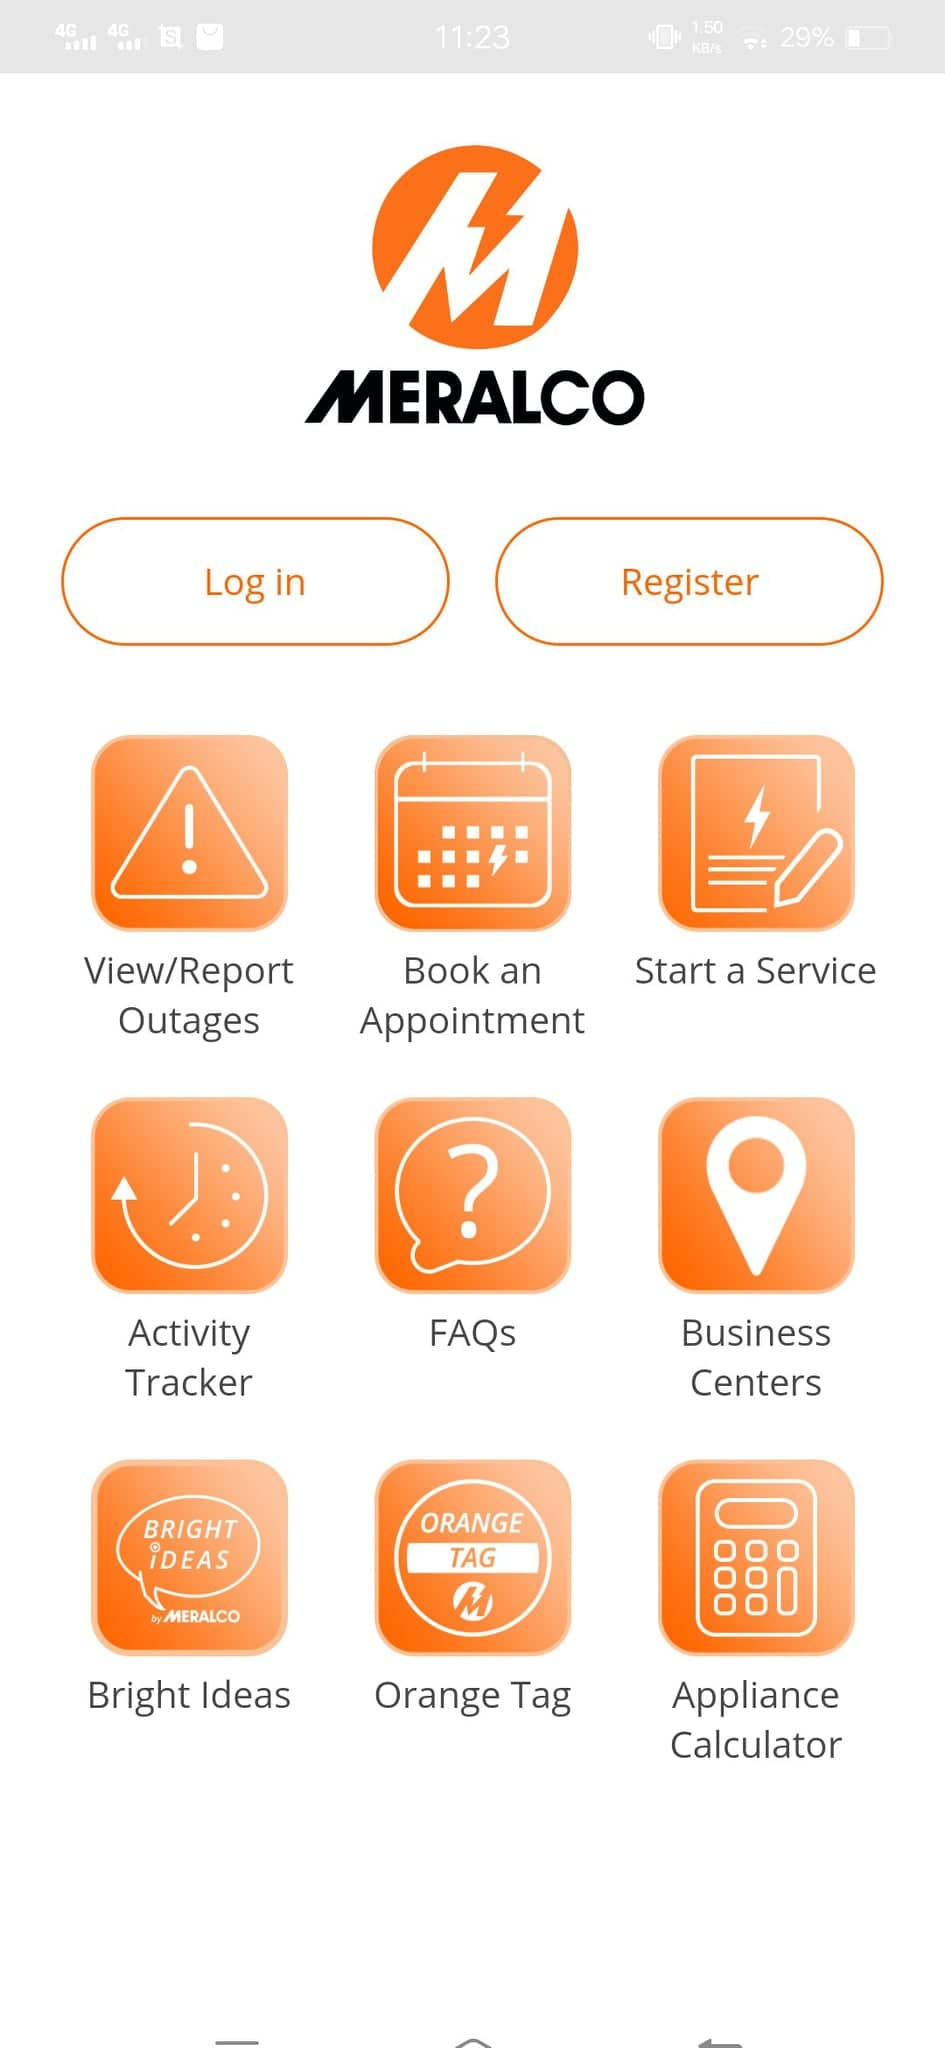 4G 4G 11:23 1.50 KB/s 29%
MERALCO
Log in Register
View/Report
Outages
Book an
Appointment
Start a Service
Activity
Tracker
FAQs
Business
Centers
BRIGHT
iDEAS
by MERALCO
Bright Ideas
ORANGE
TAG
Orange Tag
Appliance
Calculator